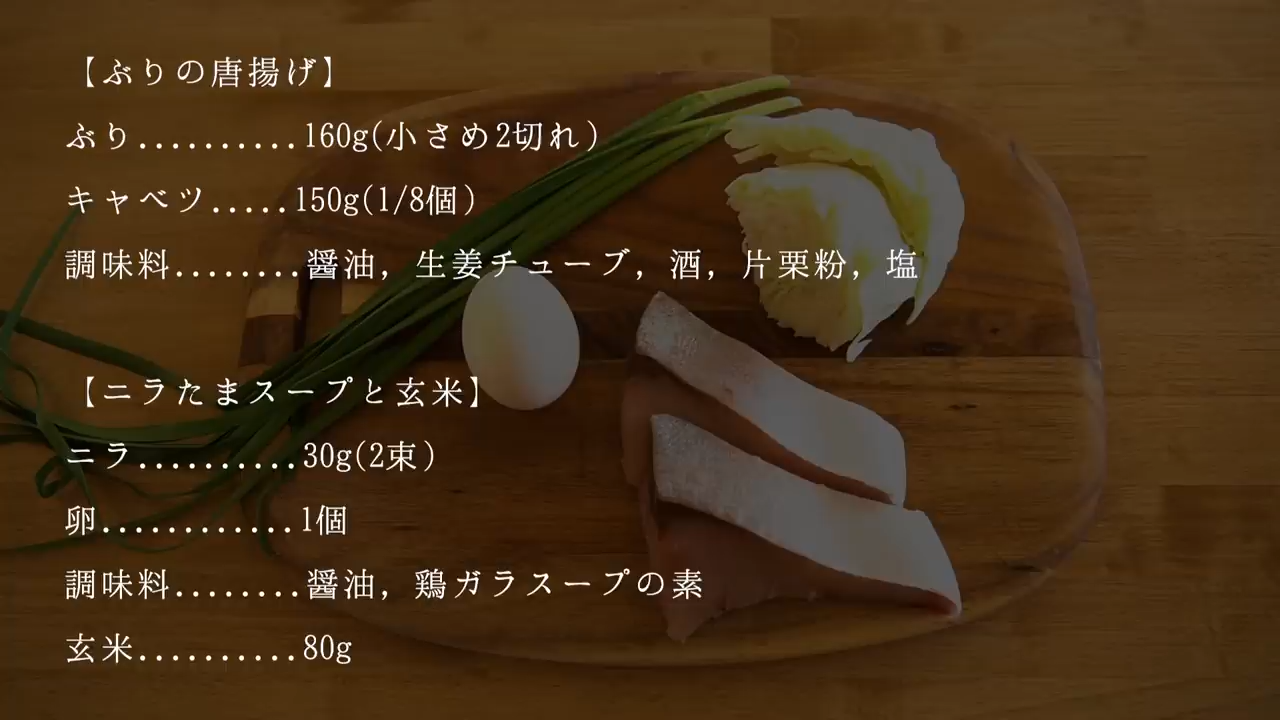 【ぶりの唐揚げ】
ぶり..........160g(小さめ2切れ)
キャベツ.....150g(1/8個)
調味料........醤油, 生姜チューブ, 酒, 片栗粉, 塩
【ニラたまスープと玄米】
ニラ..........30g(2束)
卵............1個
調味料........醤油, 鶏ガラスープの素
玄米..........80g